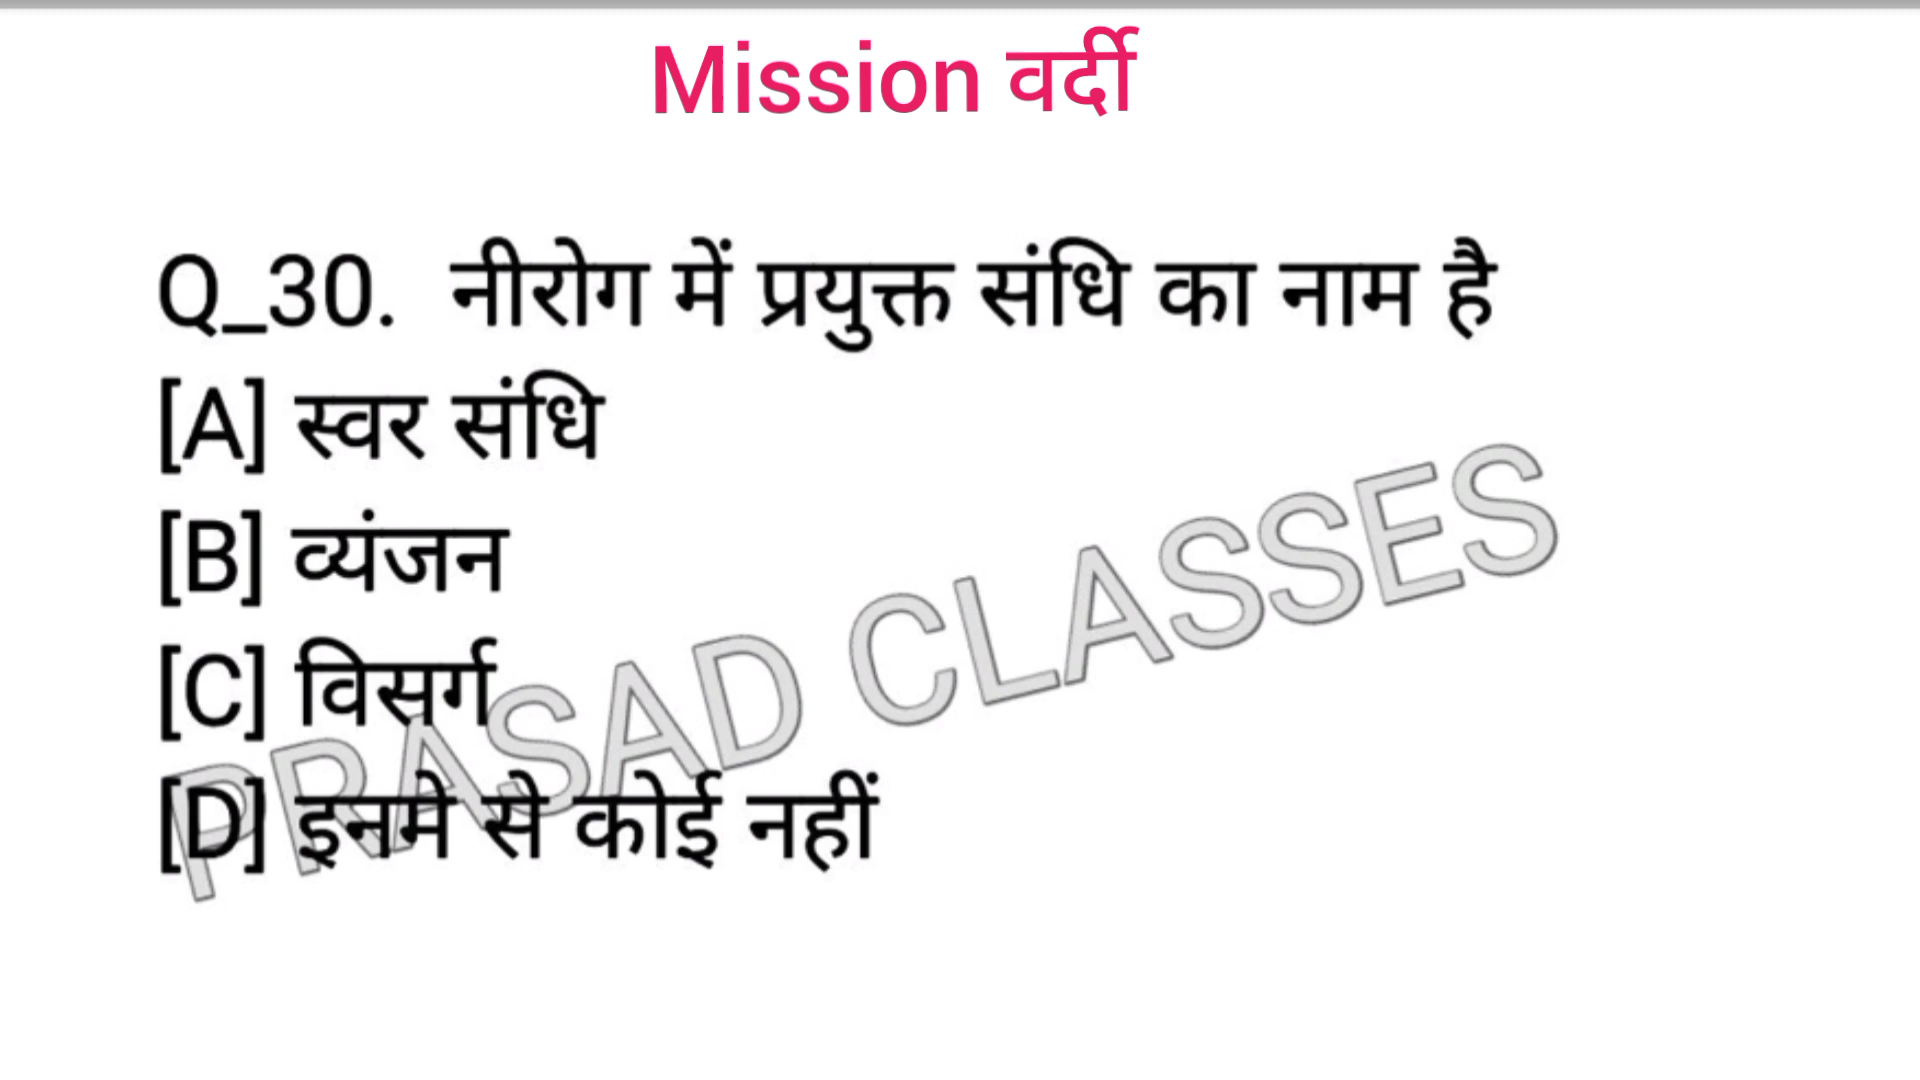 Mission वर्दी
Q_30. नीरोग में प्रयुक्त संधि का नाम है
[A] स्वर संधि
[B] व्यंजन
[C] विसर्ग
[D] इनमे से कोई नहीं
PRASAD CLASSES